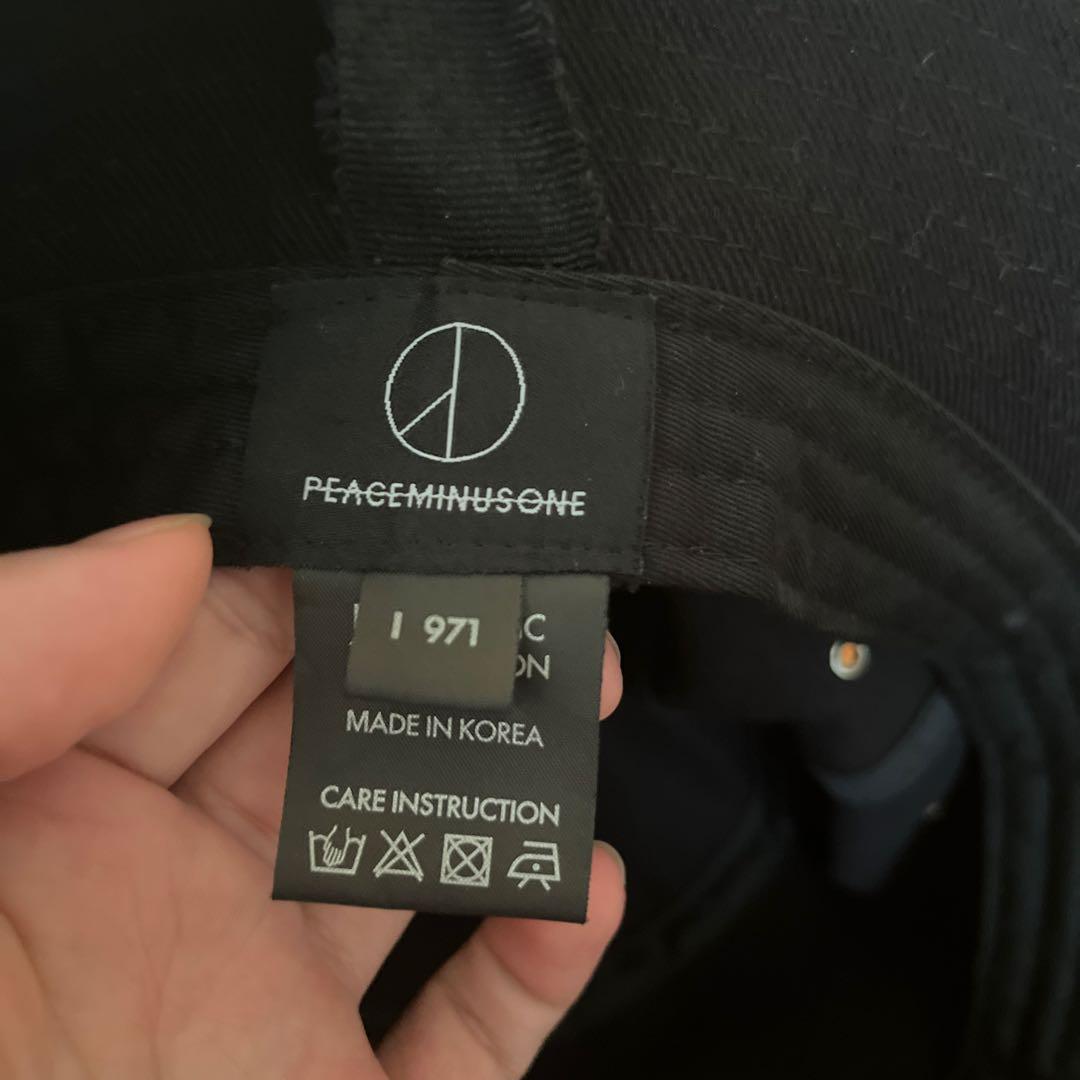 PEACEMINUSONE
I 971
MADE IN KOREA
CARE INSTRUCTION